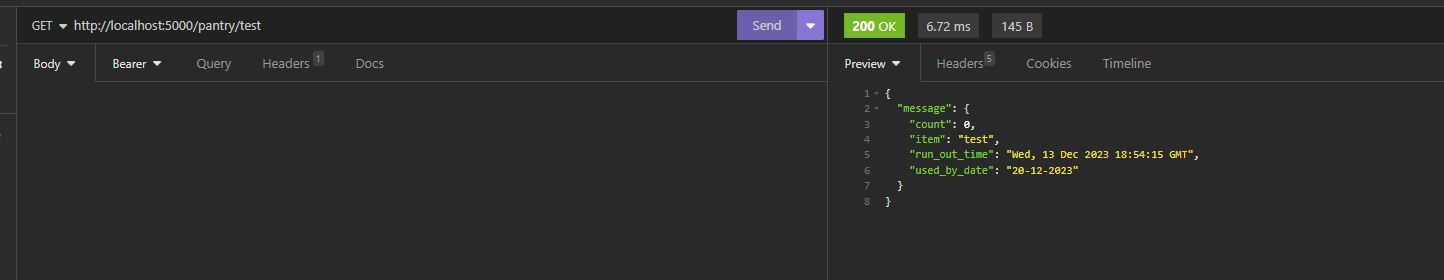 GET http://localhost:5000/pantry/test Send 200 OK 6.72 ms 145 B
Body Bearer Query Headers 1 Docs Preview Headers 5 Cookies Timeline
1 {
2 "message": {
3 "count": 0,
4 "item": "test",
5 "run_out_time": "Wed, 13 Dec 2023 18:54:15 GMT",
6 "used_by_date": "20-12-2023"
7 }
8 }